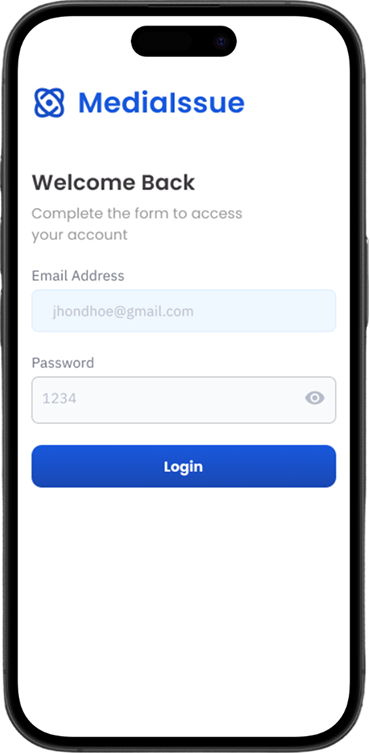 MediaIssue
Welcome Back
Complete the form to access
your account
Email Address
jhondhoe@gmail.com
Password
1234
Login